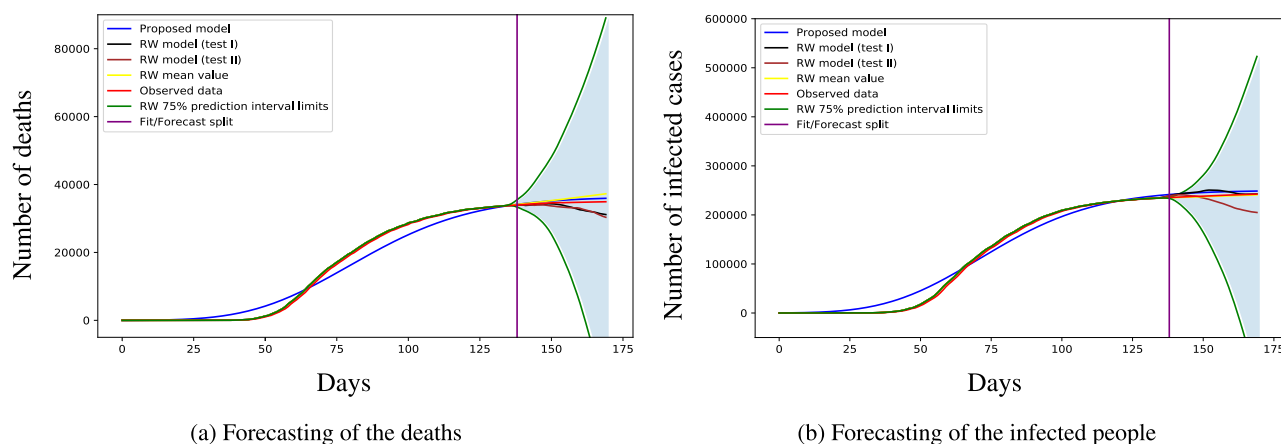 Number of deaths
80000
60000
40000
20000
0
Proposed model
RW model (test I)
RW model (test II)
RW mean value
Observed data
RW 75% prediction interval limits
Fit/Forecast split
0 25 50 75 100 125 150 175
Days
(a) Forecasting of the deaths
Number of infected cases
600000
500000
400000
300000
200000
100000
0
Proposed model
RW model (test I)
RW model (test II)
RW mean value
Observed data
RW 75% prediction interval limits
Fit/Forecast split
0 25 50 75 100 125 150 175
Days
(b) Forecasting of the infected people